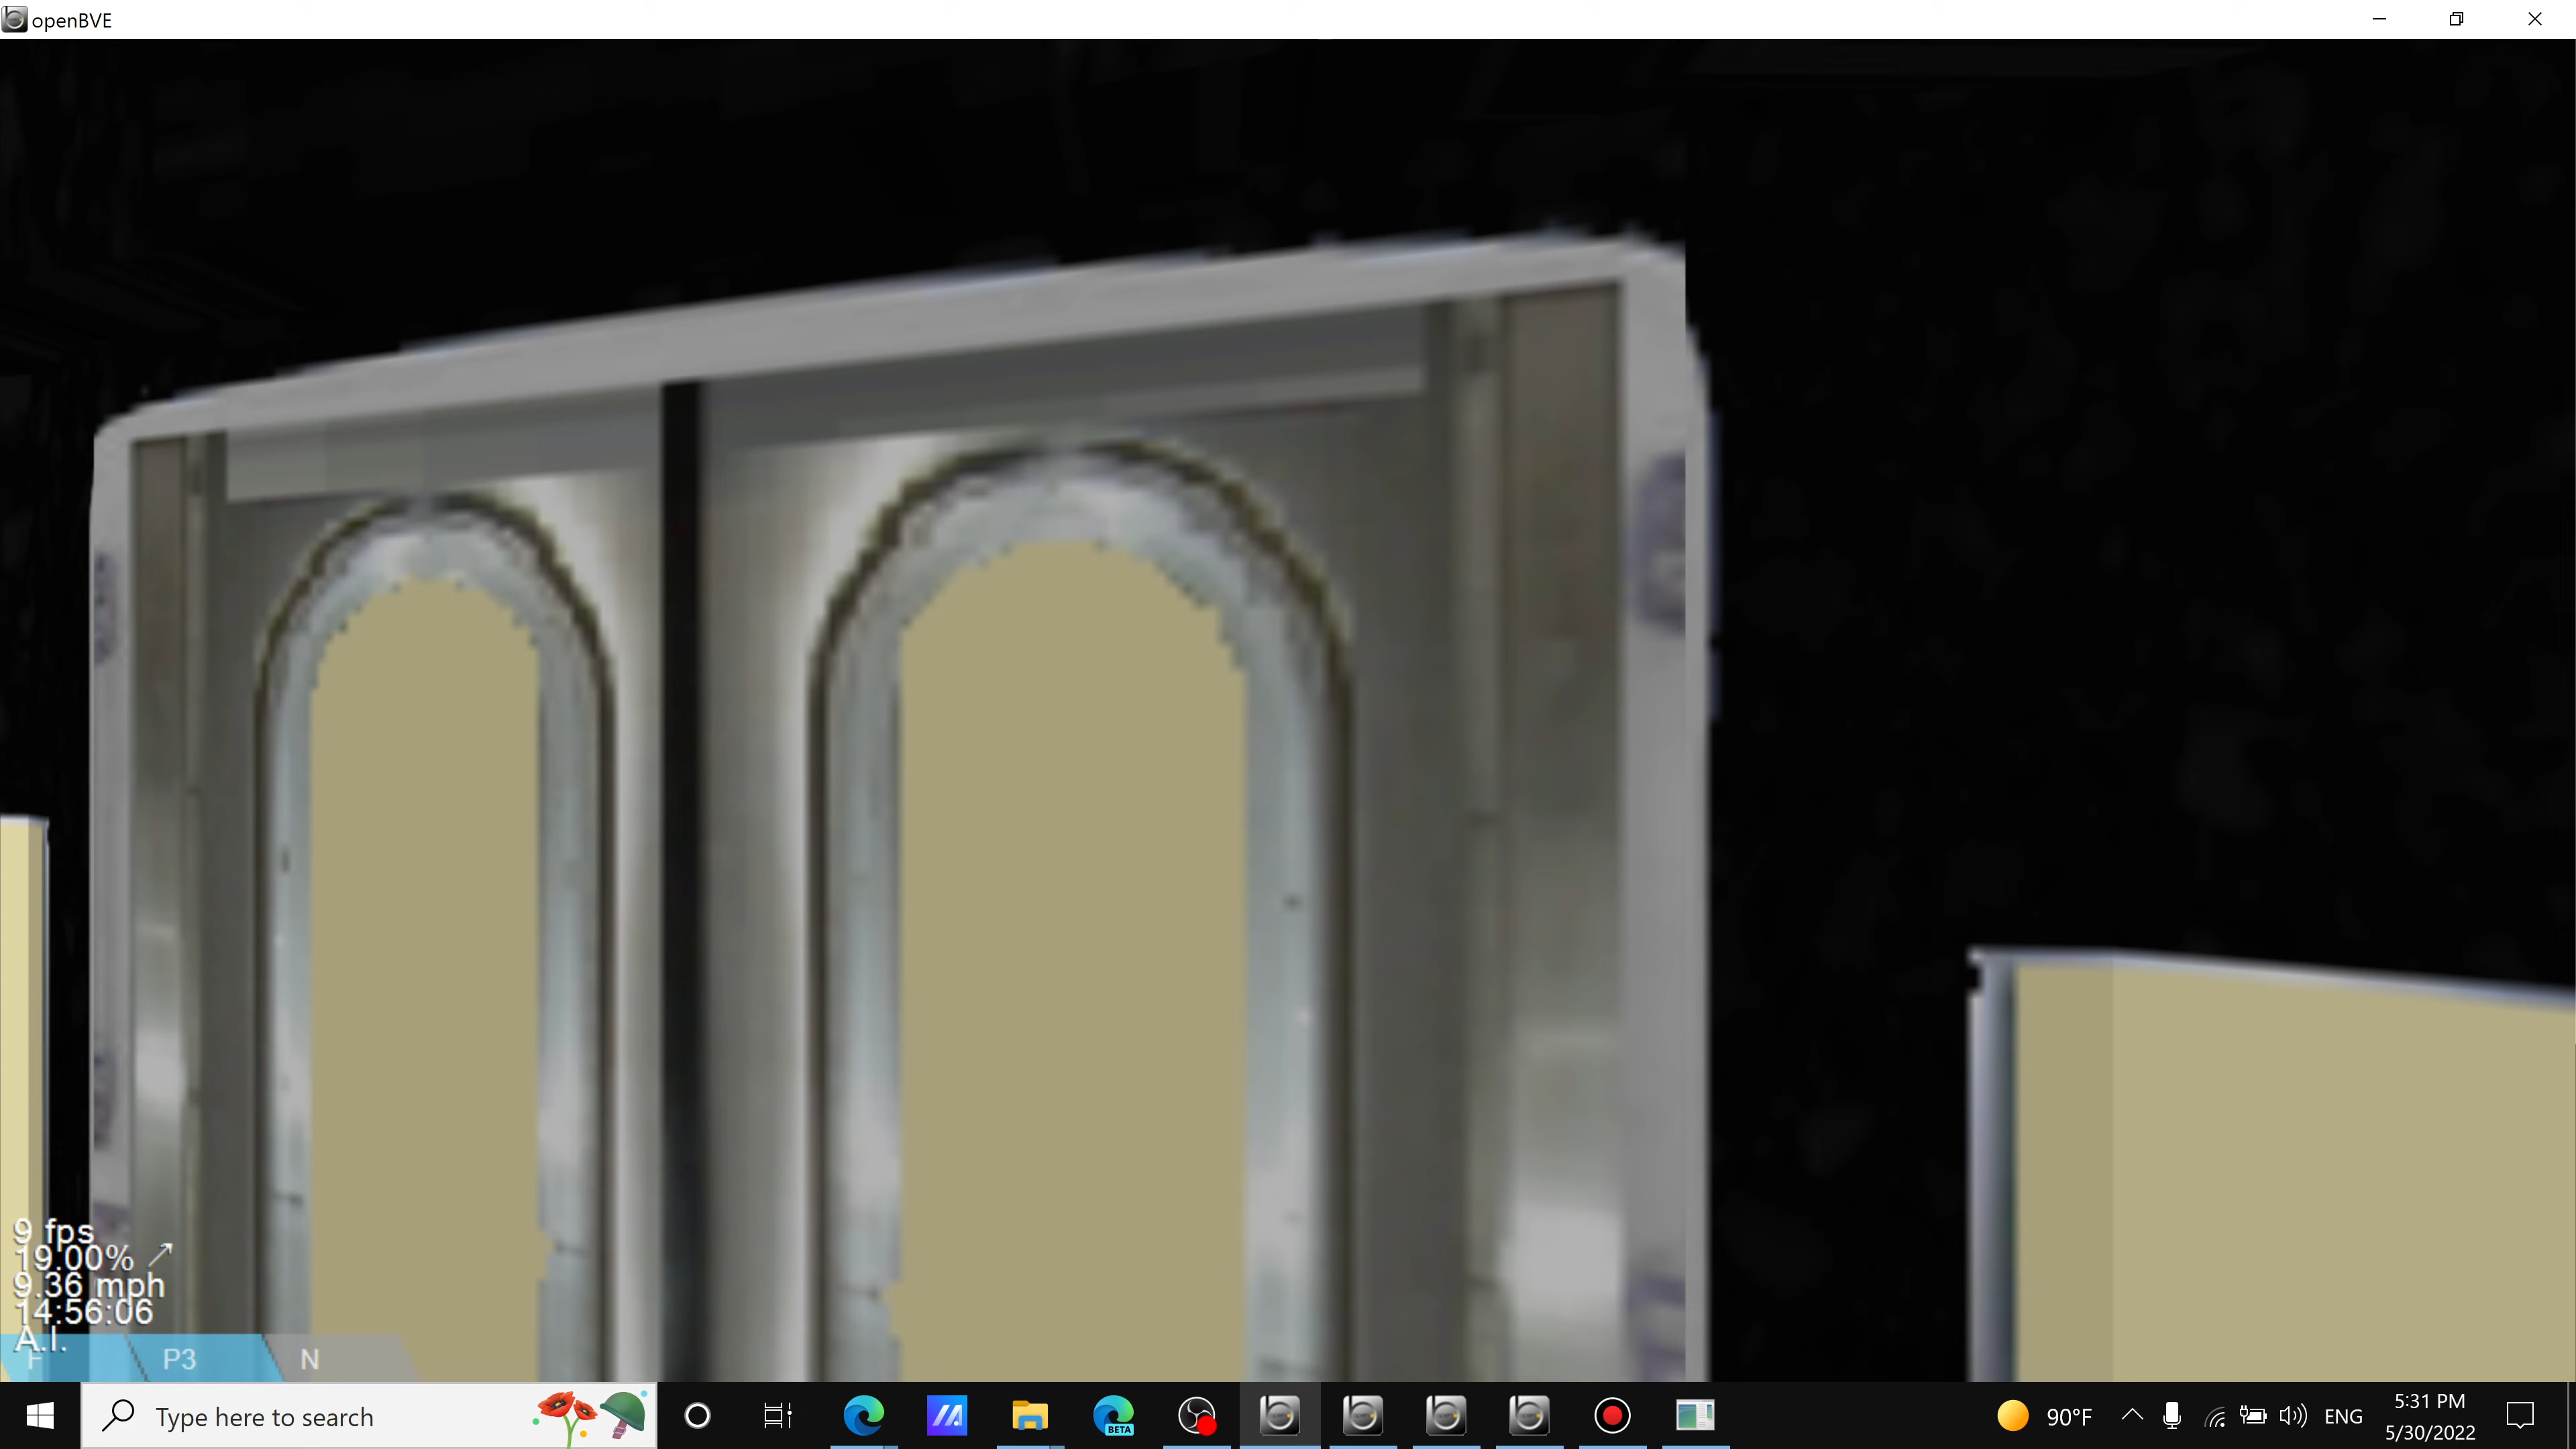 openBVE
9 fps
19.00% ↗
9.36 mph
14:56:06
A.I.
F P3 N
Type here to search
BETA
90°F
ENG
5:31 PM
5/30/2022